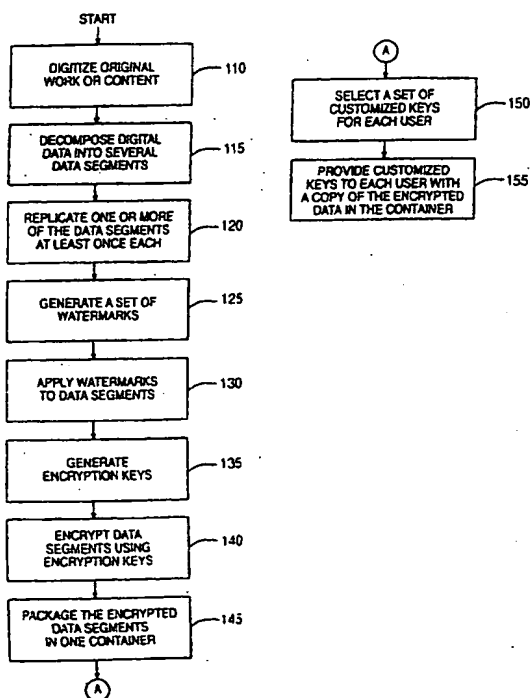 START
DIGITIZE ORIGINAL
WORK OR CONTENT
110
DECOMPOSE DIGITAL
DATA INTO SEVERAL
DATA SEGMENTS
115
REPLICATE ONE OR MORE
OF THE DATA SEGMENTS
AT LEAST ONCE EACH
120
GENERATE A SET OF
WATERMARKS
125
APPLY WATERMARKS
TO DATA SEGMENTS
130
GENERATE
ENCRYPTION KEYS
135
ENCRYPT DATA
SEGMENTS USING
ENCRYPTION KEYS
140
PACKAGE THE ENCRYPTED
DATA SEGMENTS
IN ONE CONTAINER
145
A
A
SELECT A SET OF
CUSTOMIZED KEYS
FOR EACH USER
150
PROVIDE CUSTOMIZED
KEYS TO EACH USER WITH
A COPY OF THE ENCRYPTED
DATA IN THE CONTAINER
155